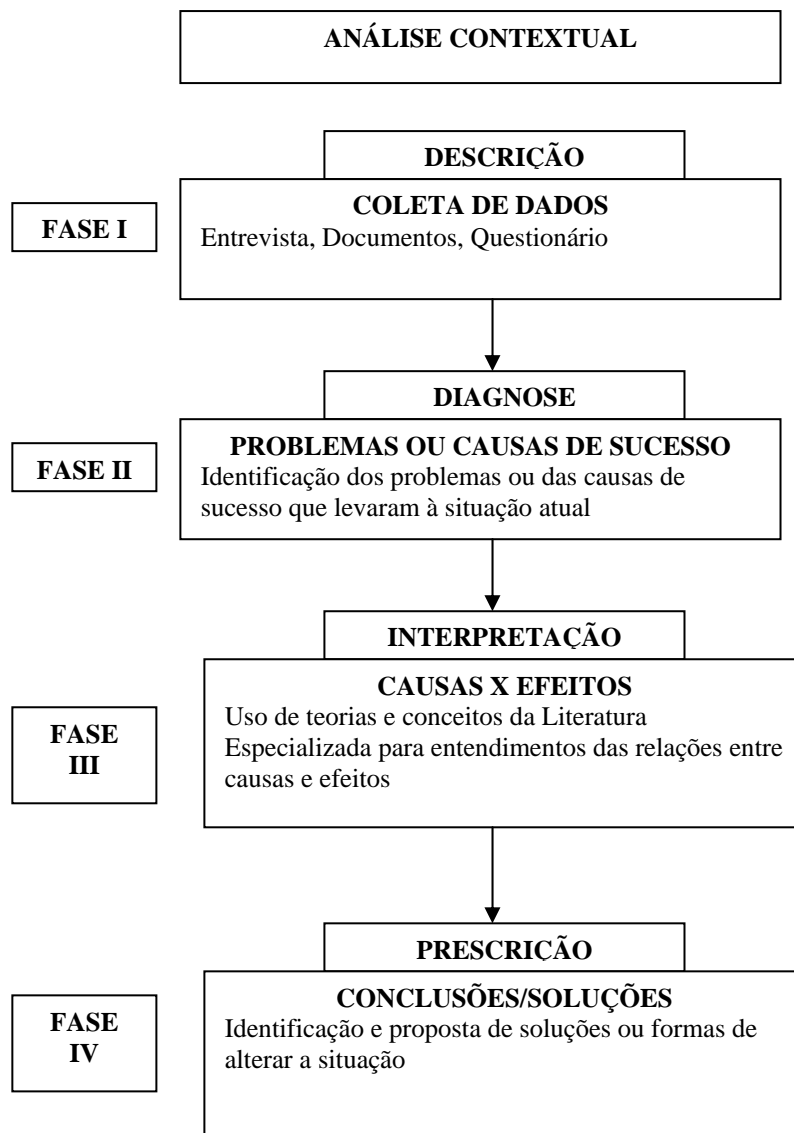 ANÁLISE CONTEXTUAL
DESCRIÇÃO
FASE I
COLETA DE DADOS
Entrevista, Documentos, Questionário
DIAGNOSE
FASE II
PROBLEMAS OU CAUSAS DE SUCESSO
Identificação dos problemas ou das causas de
sucesso que levaram à situação atual
INTERPRETAÇÃO
FASE
III
CAUSAS X EFEITOS
Uso de teorias e conceitos da Literatura
Especializada para entendimentos das relações entre
causas e efeitos
PRESCRIÇÃO
FASE
IV
CONCLUSÕES/SOLUÇÕES
Identificação e proposta de soluções ou formas de
alterar a situação